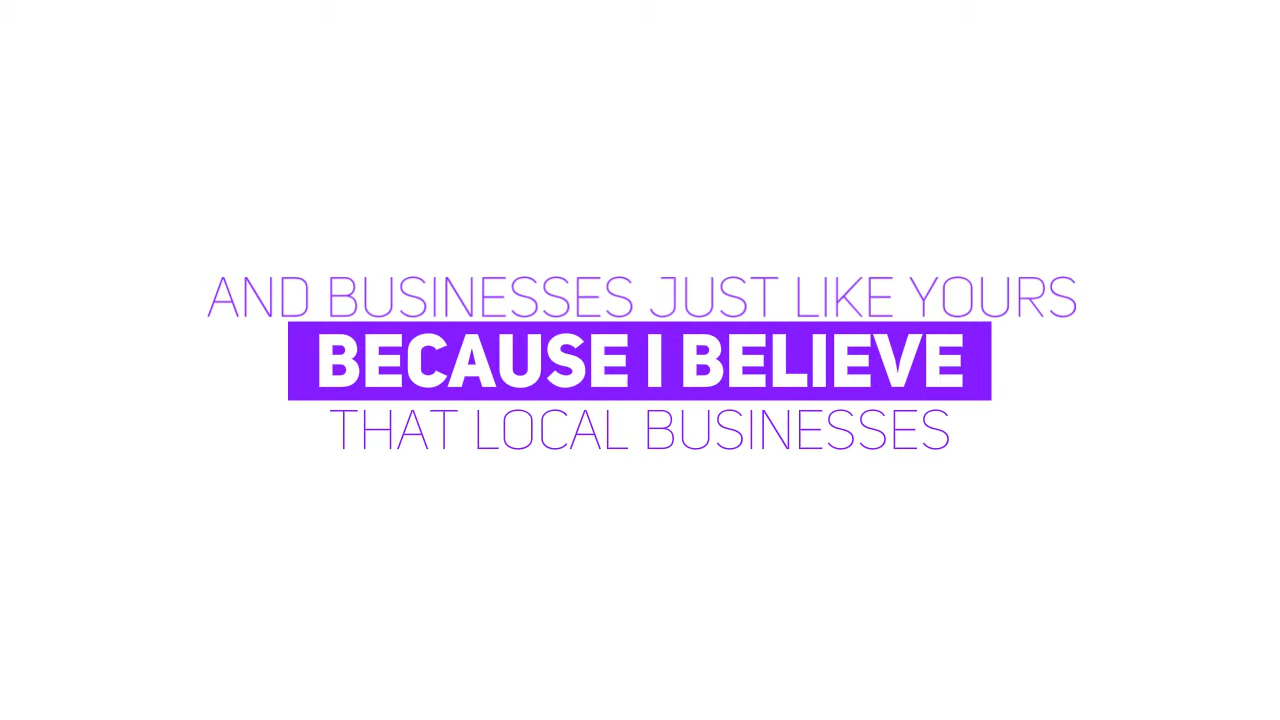 AND BUSINESSES JUST LIKE YOURS
BECAUSE I BELIEVE
THAT LOCAL BUSINESSES